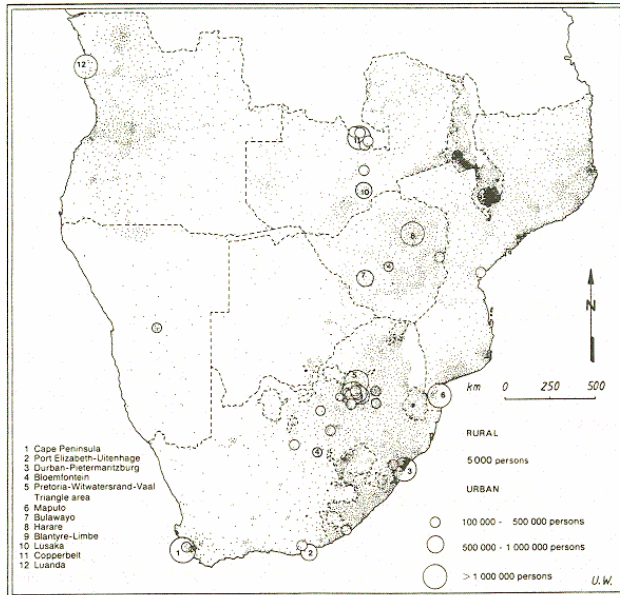 12
11
10
8
7
5
6
4
3
1
2
N
km 0 250 500
1 Cape Peninsula
2 Port Elizabeth-Uitenhage
3 Durban-Pietermaritzburg
4 Bloemfontein
5 Pretoria-Witwatersrand-Vaal
Triangle area
6 Maputo
7 Bulawayo
8 Harare
9 Blantyre-Limbe
10 Lusaka
11 Copperbelt
12 Luanda
RURAL
5 000 persons
URBAN
100 000 - 500 000 persons
500 000 - 1 000 000 persons
> 1 000 000 persons
U.W.